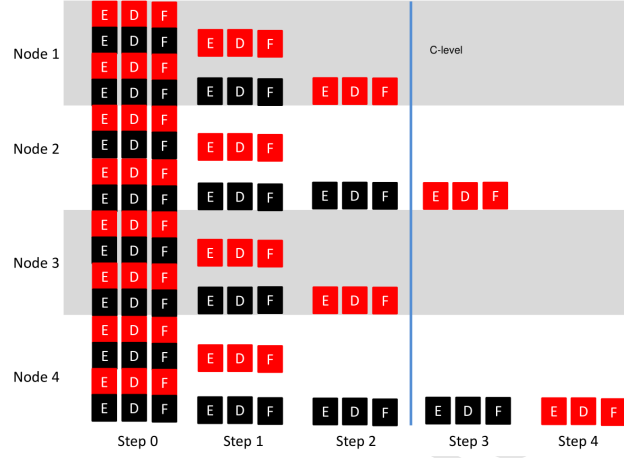 E D F
E D F E D F C-level
Node 1
E D F
E D F E D F E D F
E D F
E D F E D F
Node 2
E D F
E D F E D F E D F E D F
E D F
E D F E D F
Node 3
E D F
E D F E D F E D F
E D F
E D F E D F
Node 4
E D F
E D F E D F E D F E D F E D F
Step 0 Step 1 Step 2 Step 3 Step 4